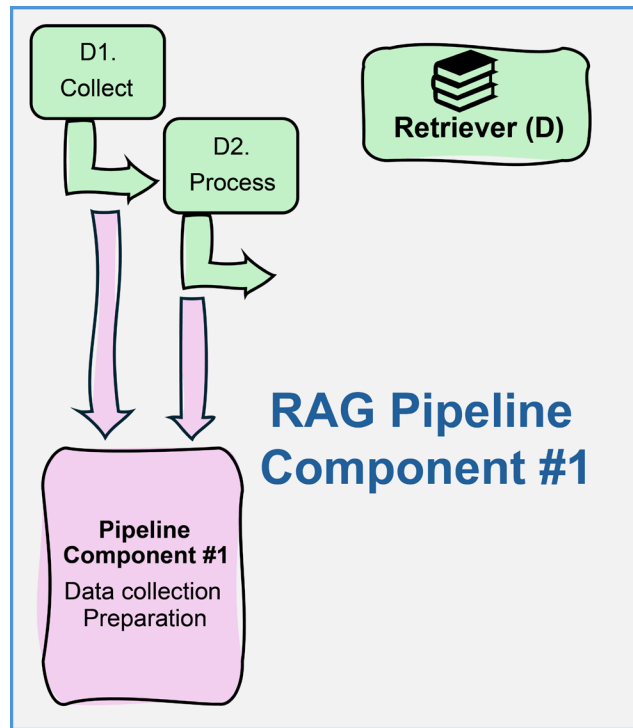 D1.
Collect
D2.
Process
Retriever (D)
RAG Pipeline
Component #1
Pipeline
Component #1
Data collection
Preparation